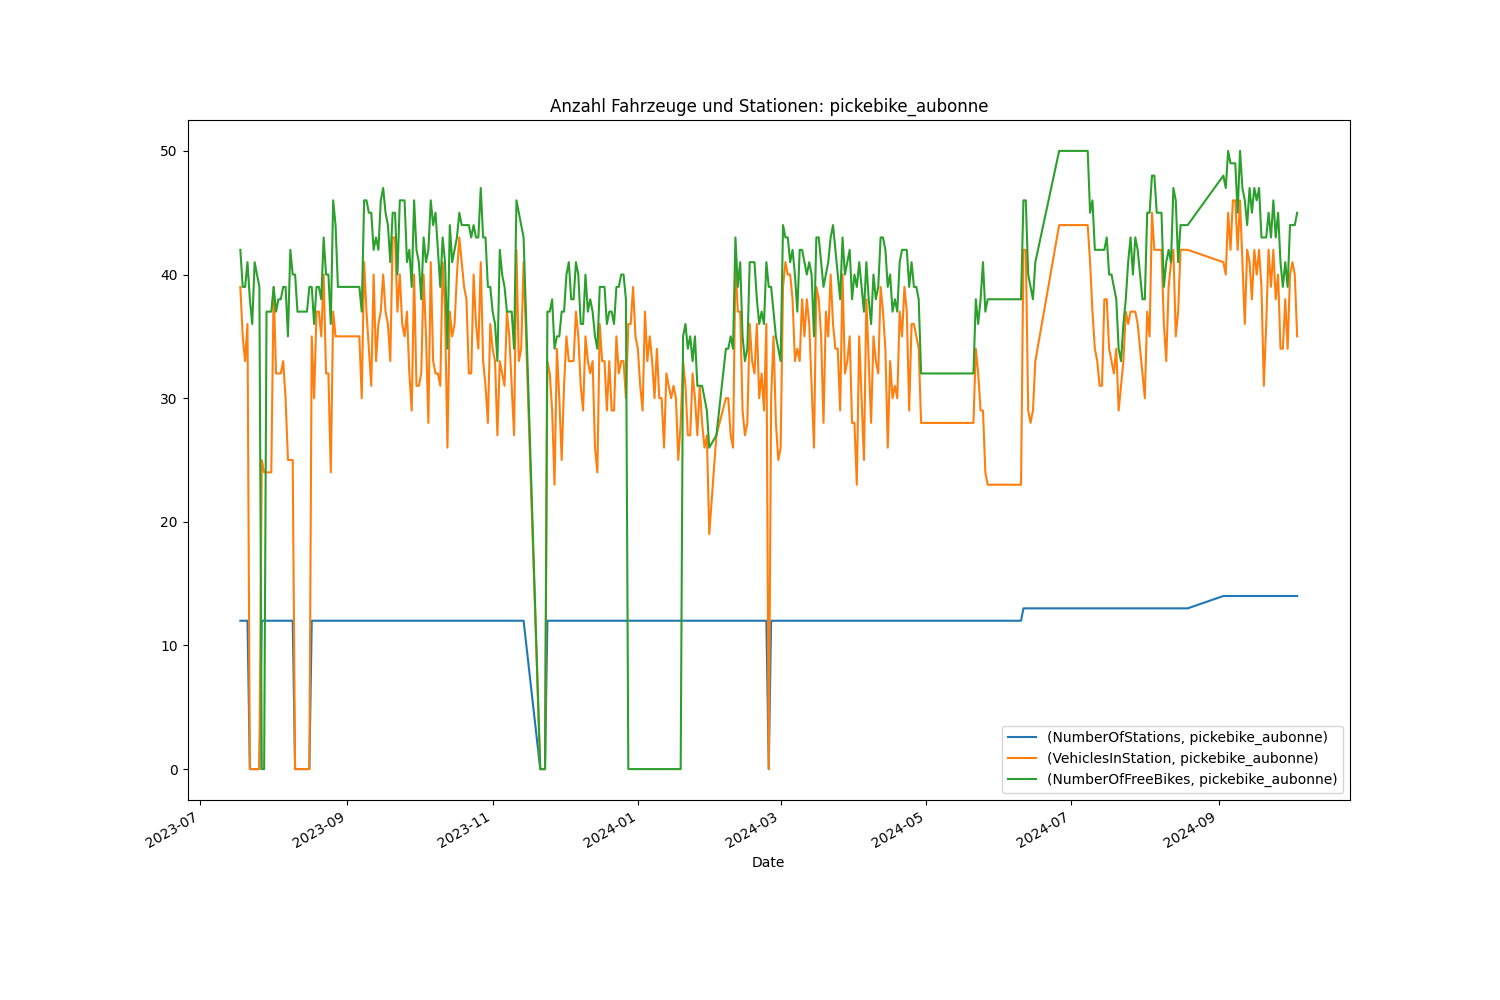 Anzahl Fahrzeuge und Stationen: pickebike_aubonne
50
40
30
20
10
0
2023-07
2023-09
2023-11
2024-01
2024-03
2024-05
2024-07
2024-09
Date
(NumberOfStations, pickebike_aubonne)
(VehiclesInStation, pickebike_aubonne)
(NumberOfFreeBikes, pickebike_aubonne)